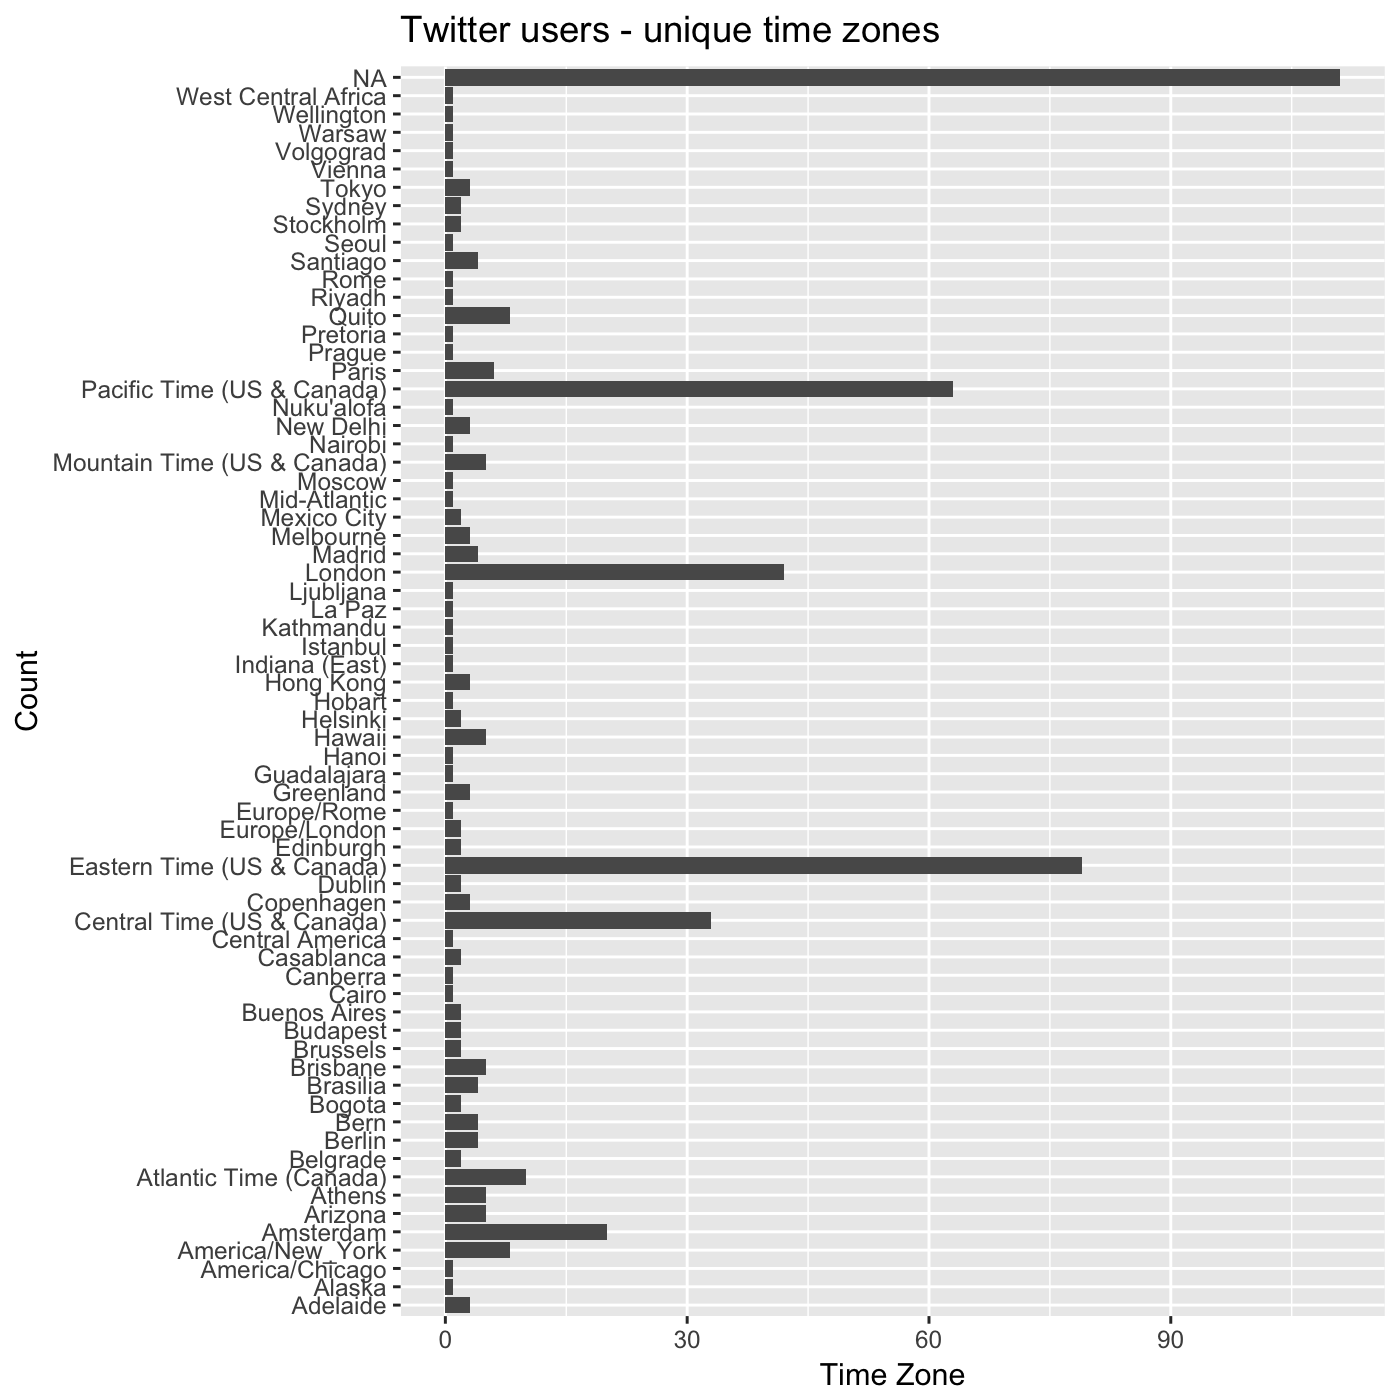 Twitter users - unique time zones
NA
West Central Africa
Wellington
Warsaw
Volgograd
Vienna
Tokyo
Sydney
Stockholm
Seoul
Santiago
Rome
Riyadh
Quito
Pretoria
Prague
Paris
Pacific Time (US & Canada)
Nuku'alofa
New Delhi
Nairobi
Mountain Time (US & Canada)
Moscow
Mid-Atlantic
Mexico City
Melbourne
Madrid
London
Ljubljana
La Paz
Kathmandu
Istanbul
Indiana (East)
Hong Kong
Hobart
Helsinki
Hawaii
Hanoi
Guadalajara
Greenland
Europe/Rome
Europe/London
Edinburgh
Eastern Time (US & Canada)
Dublin
Copenhagen
Central Time (US & Canada)
Central America
Casablanca
Canberra
Cairo
Buenos Aires
Budapest
Brussels
Brisbane
Brasilia
Bogota
Bern
Berlin
Belgrade
Atlantic Time (Canada)
Athens
Arizona
Amsterdam
America/New_York
America/Chicago
Alaska
Adelaide
Count
0 30 60 90
Time Zone